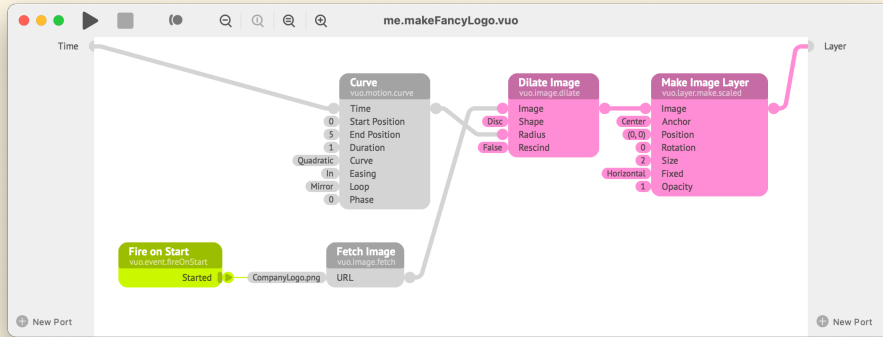 me.makeFancyLogo.vuo
Time
Layer
Curve
vuo.motion.curve
Time
0 Start Position
5 End Position
1 Duration
Quadratic Curve
In Easing
Mirror Loop
0 Phase
Dilate Image
vuo.image.dilate
Image
Disc Shape
Radius
False Rescind
Make Image Layer
vuo.layer.make.scaled
Image
Center Anchor
(0, 0) Position
0 Rotation
2 Size
Horizontal Fixed
1 Opacity
Fire on Start
vuo.event.fireOnStart
Started
Fetch Image
vuo.image.fetch
CompanyLogo.png URL
New Port
New Port